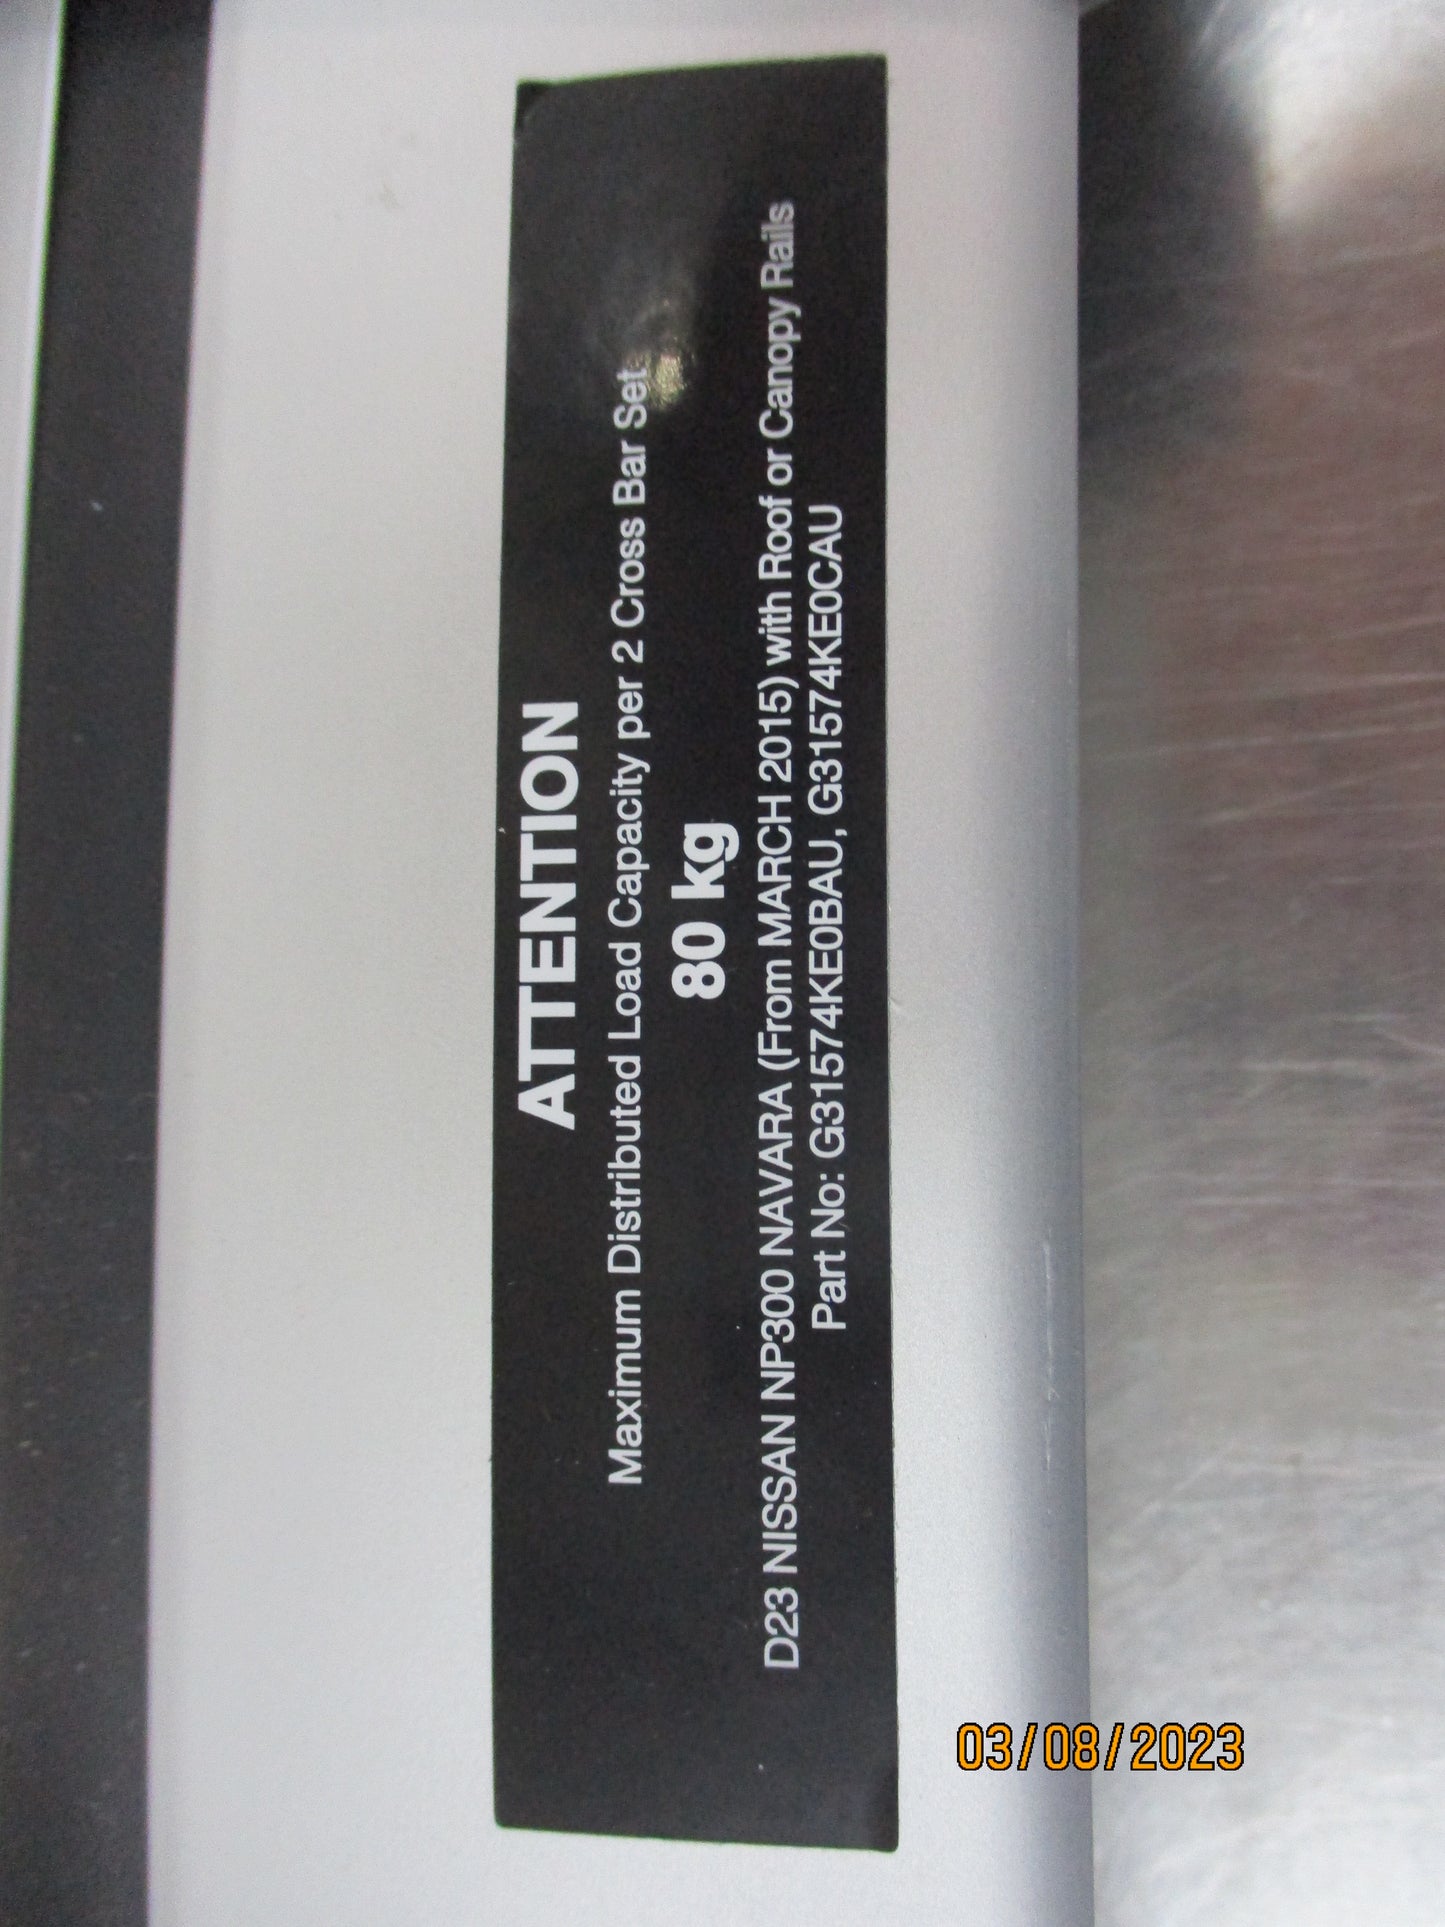 ATTENTION
Maximum Distributed Load Capacity per 2 Cross Bar Set
80 kg
D23 NISSAN NP300 NAVARA (From MARCH 2015) with Roof or Canopy Rails
Part No: G31574KE0BAU, G31574KE0CAU
03/08/2023